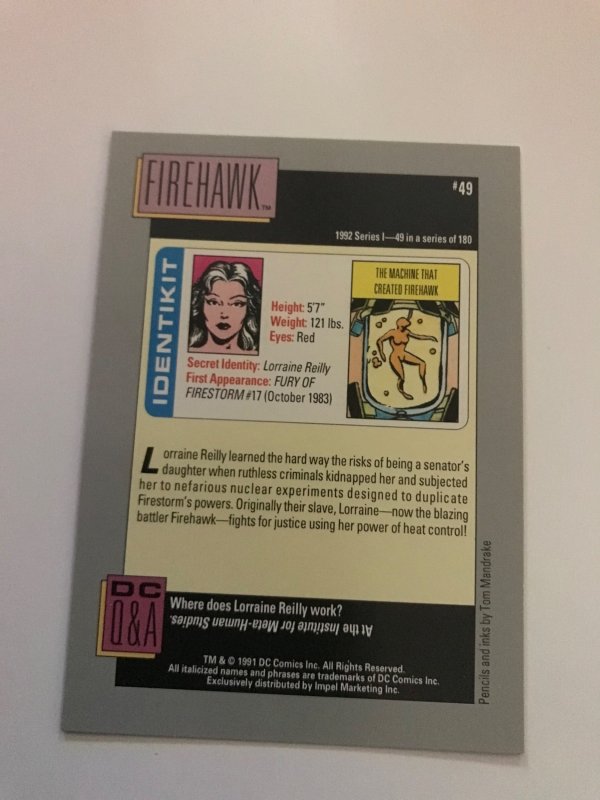 FIREHAWK™
#49
1992 Series I—49 in a series of 180
IDENTIKIT
Height: 5'7"
Weight: 121 lbs.
Eyes: Red
Secret Identity: Lorraine Reilly
First Appearance: FURY OF
FIRESTORM #17 (October 1983)
THE MACHINE THAT
CREATED FIREHAWK
Lorraine Reilly learned the hard way the risks of being a senator's
daughter when ruthless criminals kidnapped her and subjected
her to nefarious nuclear experiments designed to duplicate
Firestorm's powers. Originally their slave, Lorraine—now the blazing
battler Firehawk—fights for justice using her power of heat control!
DC
Q&A
Where does Lorraine Reilly work?
At the Institute for Meta-Human Studies.
TM & © 1991 DC Comics Inc. All Rights Reserved.
All italicized names and phrases are trademarks of DC Comics Inc.
Exclusively distributed by Impel Marketing Inc.
Pencils and inks by Tom Mandrake